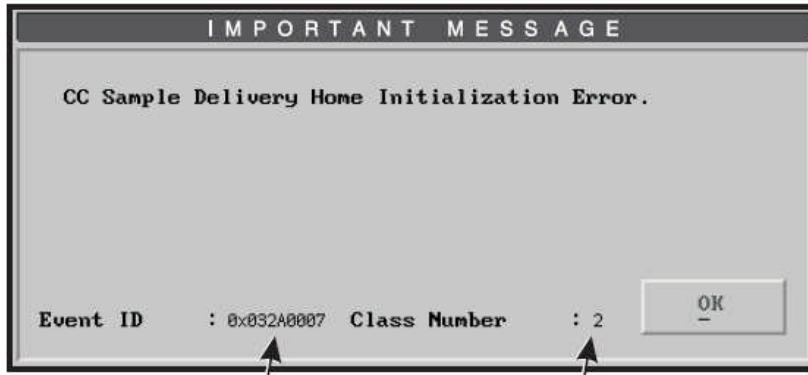 IMPORTANT MESSAGE
CC Sample Delivery Home Initialization Error.
OK
Event ID : 0x032A0007 Class Number : 2